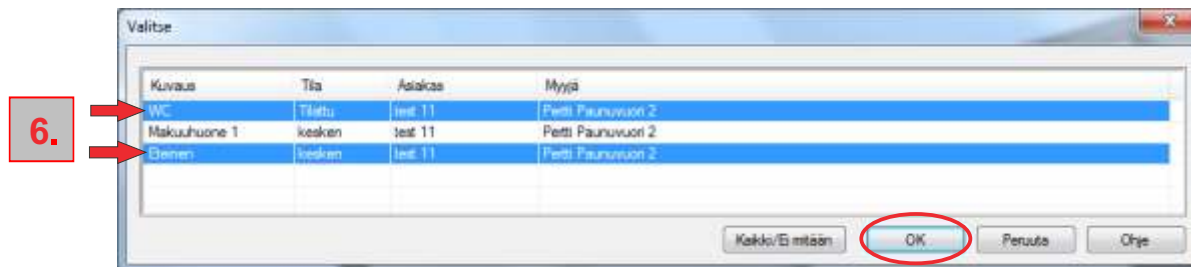 Valitse
Kuvaus Tila Asiakas Myyjä
6.
WC Tilattu test 11 Pertti Paunuvuori 2
Makuuhuone 1 kesken test 11 Pertti Paunuvuori 2
Eteinen kesken test 11 Pertti Paunuvuori 2
Kaikki/Ei mitään OK Peruuta Ohje